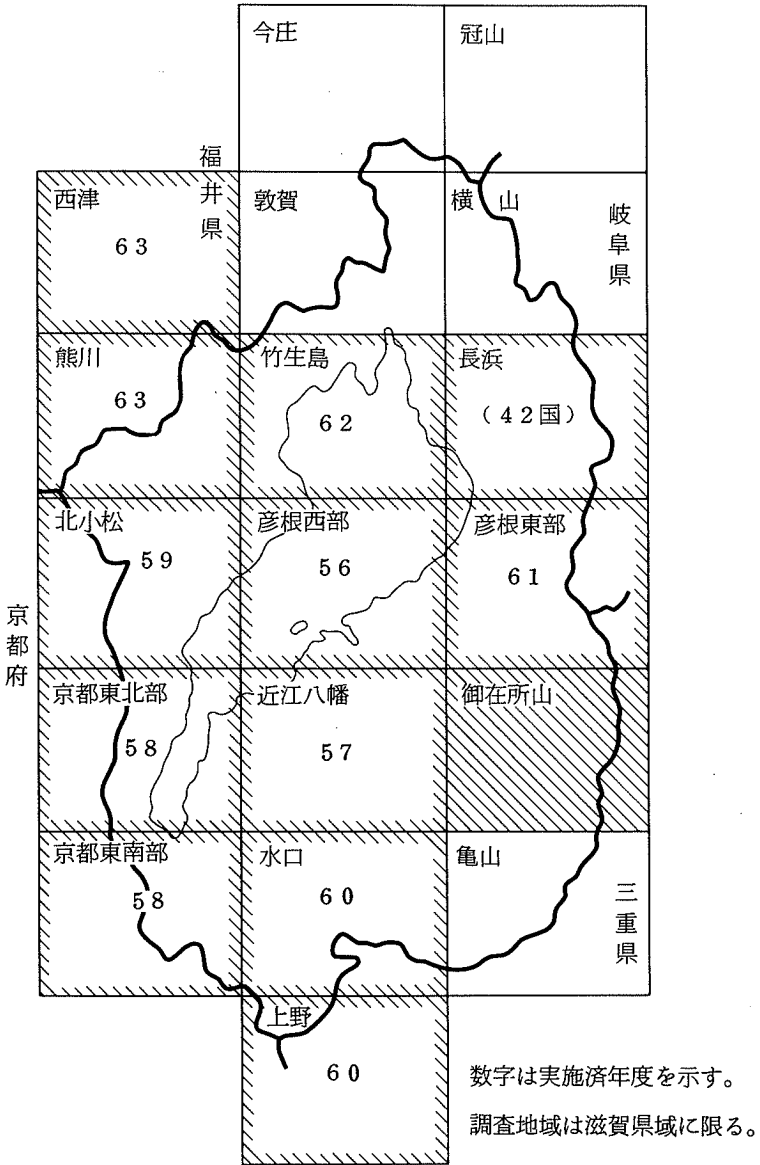 今庄
冠山
福井県
西津
63
敦賀
横山
岐阜県
熊川
63
竹生島
62
長浜
(42国)
北小松
59
彦根西部
56
彦根東部
61
京都府
京都東北部
58
近江八幡
57
御在所山
京都東南部
58
水口
60
亀山
三重県
上野
60
数字は実施済年度を示す。
調査地域は滋賀県域に限る。